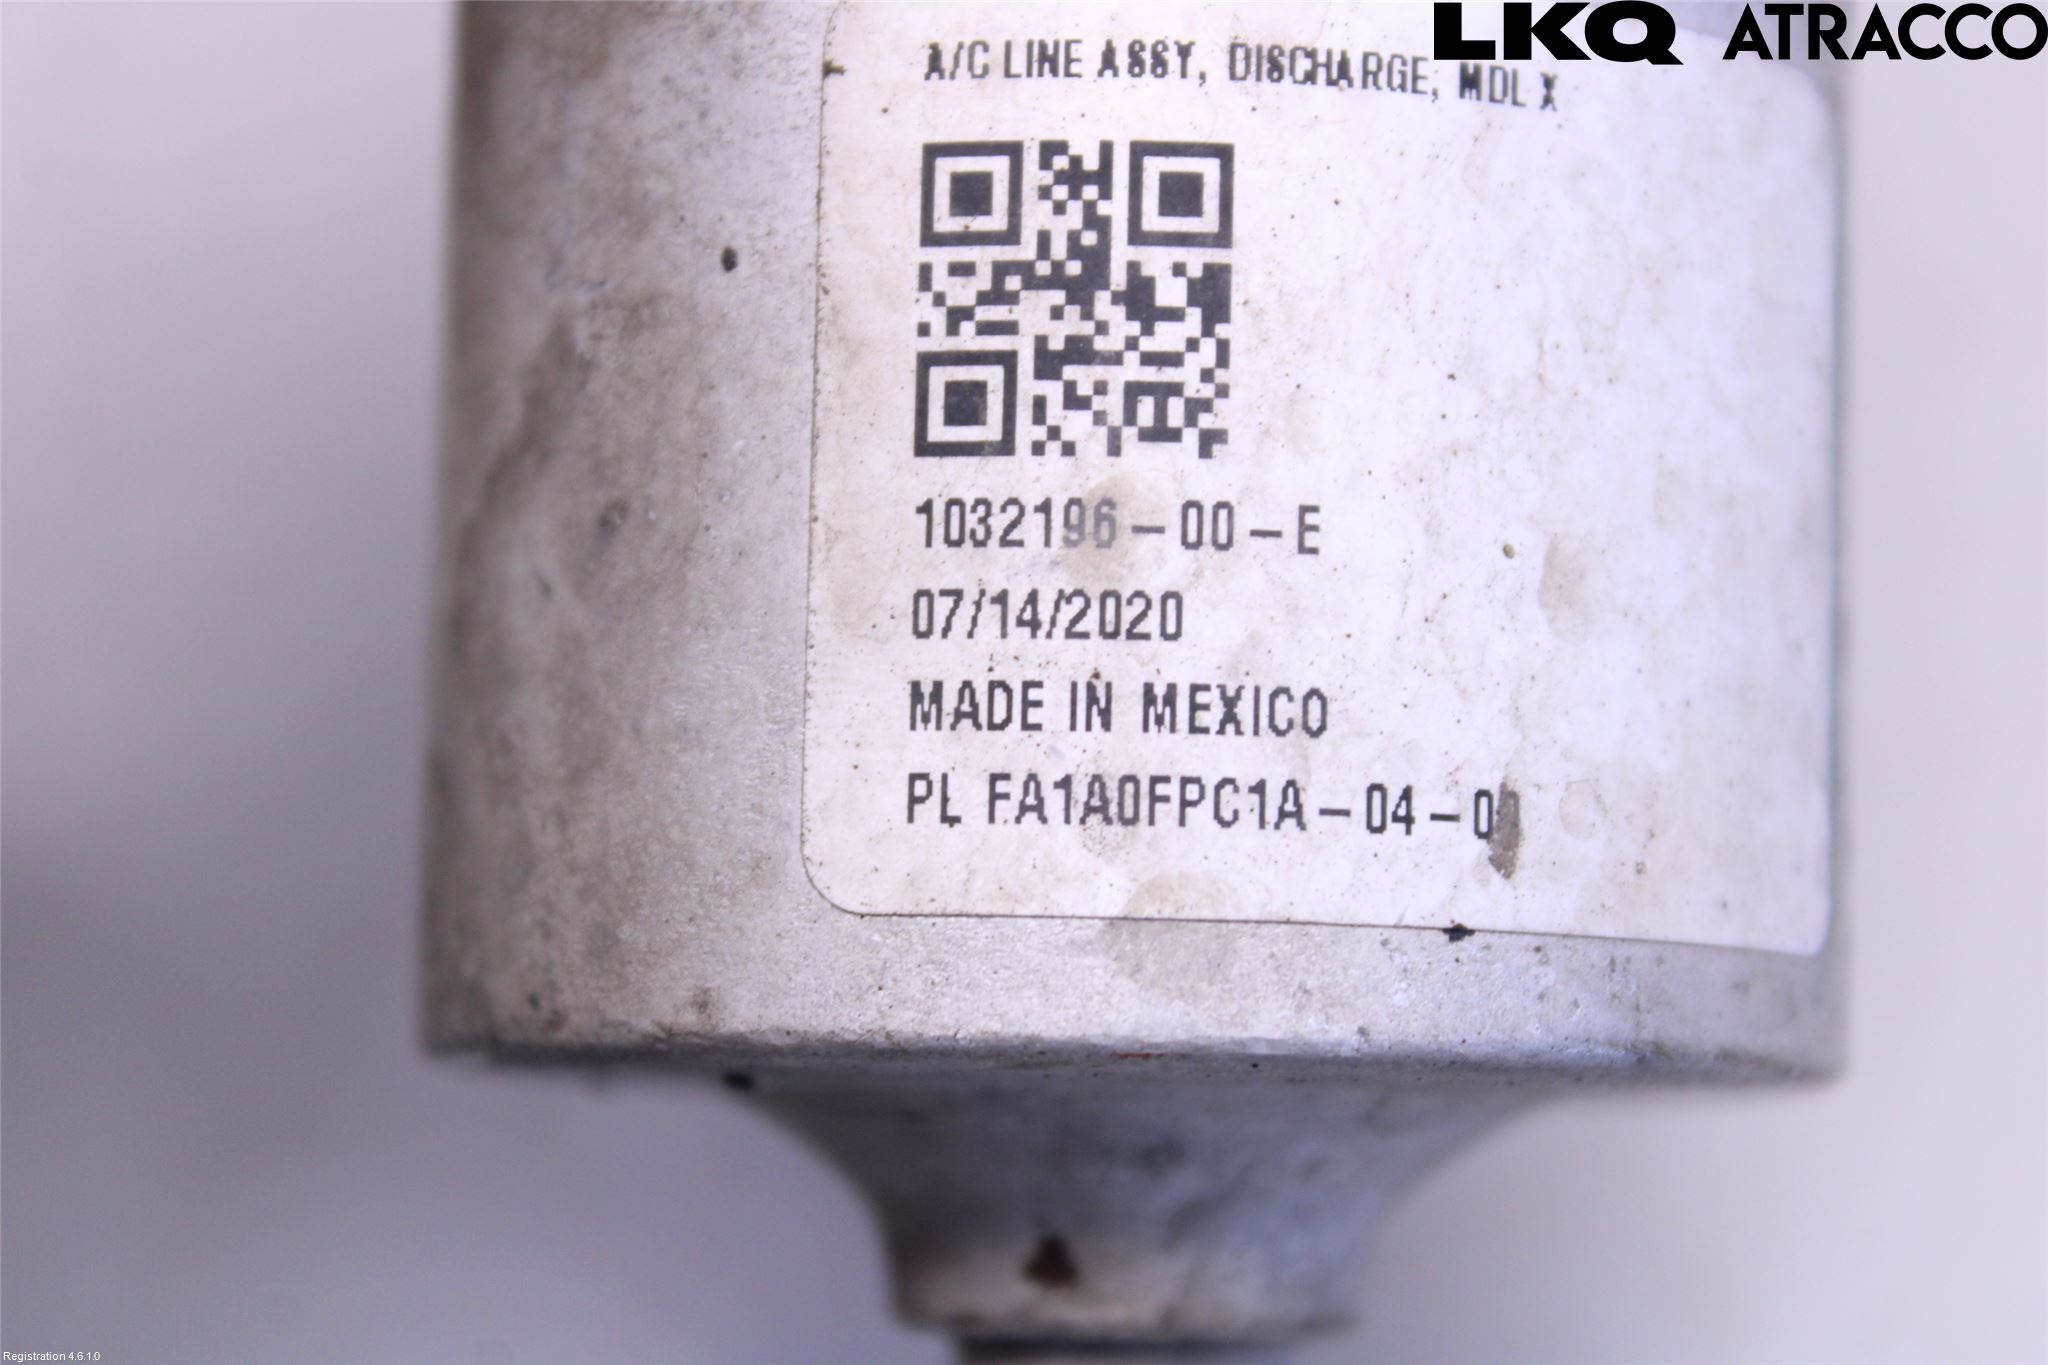 LKQ ATRACCO
A/C LINE ASSY, DISCHARGE, MDL X
1032196-00-E
07/14/2020
MADE IN MEXICO
PL FA1A0FPC1A-04-00
Registration 4.6.1.0